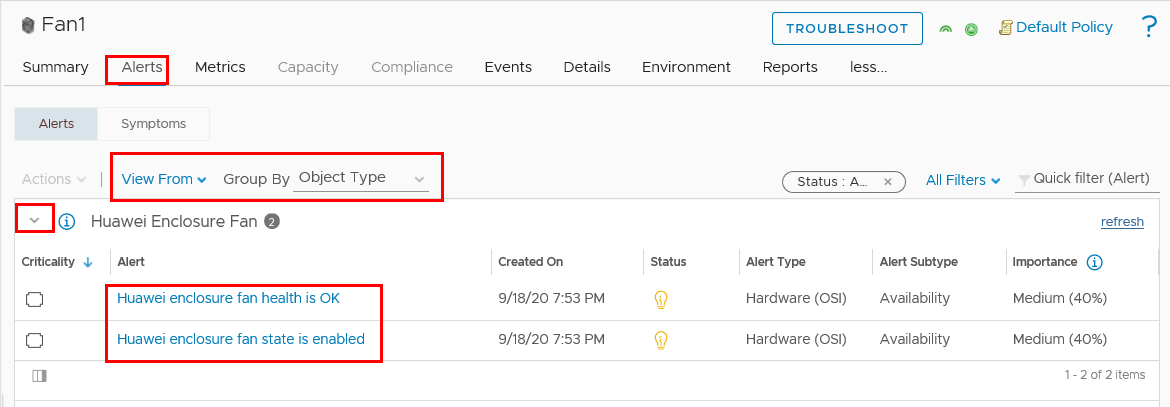 Fan1
TROUBLESHOOT Default Policy ?
Summary Alerts Metrics Capacity Compliance Events Details Environment Reports less...
Alerts Symptoms
Actions View From Group By Object Type Status : A... × All Filters Quick filter (Alert)
Huawei Enclosure Fan 2 refresh
Criticality Alert Created On Status Alert Type Alert Subtype Importance
Huawei enclosure fan health is OK 9/18/20 7:53 PM Hardware (OSI) Availability Medium (40%)
Huawei enclosure fan state is enabled 9/18/20 7:53 PM Hardware (OSI) Availability Medium (40%)
1 - 2 of 2 items